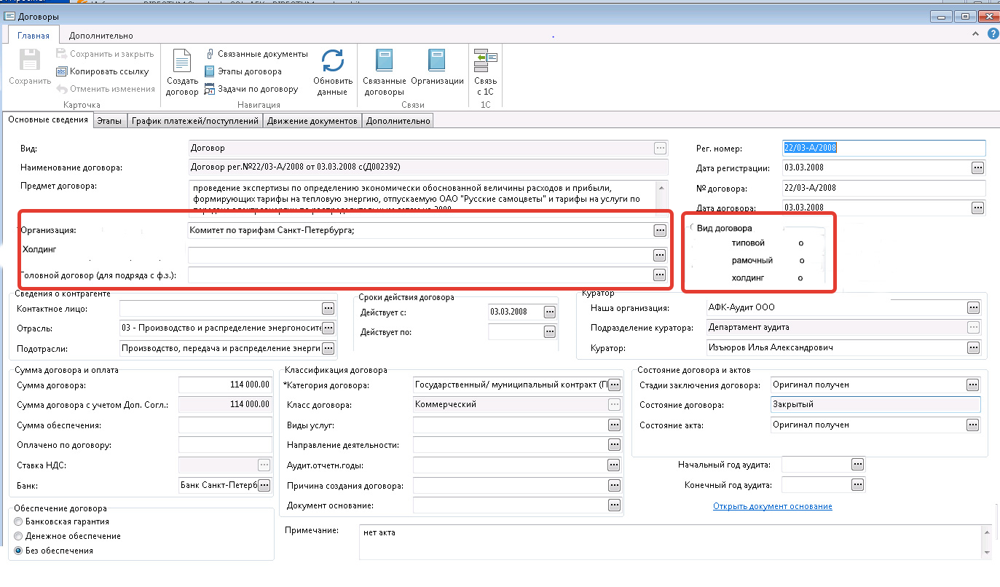 Договоры
Главная Дополнительно
Сохранить
Сохранить и закрыть
Копировать ссылку
Отменить изменения
Карточка
Создать договор
Связанные документы
Этапы договора
Задачи по договору
Обновить данные
Навигация
Связанные договоры
Организации
Связи
Связь с 1С
1С
Основные сведения Этапы График платежей/поступлений Движение документов Дополнительно
Вид: Договор
Рег. номер: 22/03-А/2008
Наименование договора: Договор рег.№22/03-А/2008 от 03.03.2008 с(Д002392)
Дата регистрации: 03.03.2008
Предмет договора: проведение экспертизы по определению экономически обоснованной величины расходов и прибыли,
формирующих тарифы на тепловую энергию, отпускаемую ОАО "Русские самоцветы" и тарифы на услуги по
№ договора: 22/03-А/2008
Дата договора: 03.03.2008
Организация: Комитет по тарифам Санкт-Петербурга;
Холдинг
Головной договор (для подряда с ф.з.):
Вид договора
типовой о
рамочный о
холдинг о
Сведения о контрагенте
Контактное лицо:
Отрасль: 03 - Производство и распределение энергоносите
Подотрасли: Производство, передача и распределение энерги
Сроки действия договора
Действует с: 03.03.2008
Действует по:
Куратор
Наша организация: АФК-Аудит ООО
Подразделение куратора: Департамент аудита
Куратор: Изъюров Илья Александрович
Сумма договора и оплата
Сумма договора: 114 000.00
Сумма договора с учетом Доп. Согл.: 114 000.00
Сумма обеспечения:
Оплачено по договору:
Ставка НДС:
Банк: Банк Санкт-Петерб
Классификация договора
*Категория договора: Государственный/ муниципальный контракт (Г
Класс договора: Коммерческий
Виды услуг:
Направление деятельности:
Аудит.отчетн.годы:
Причина создания договора:
Документ основание:
Состояние договора и актов
Стадии заключения договора: Оригинал получен
Состояние договора: Закрытый
Состояние акта: Оригинал получен
Начальный год аудита:
Конечный год аудита:
Открыть документ основание
Обеспечение договора
Банковская гарантия
Денежное обеспечение
Без обеспечения
Примечание: нет акта